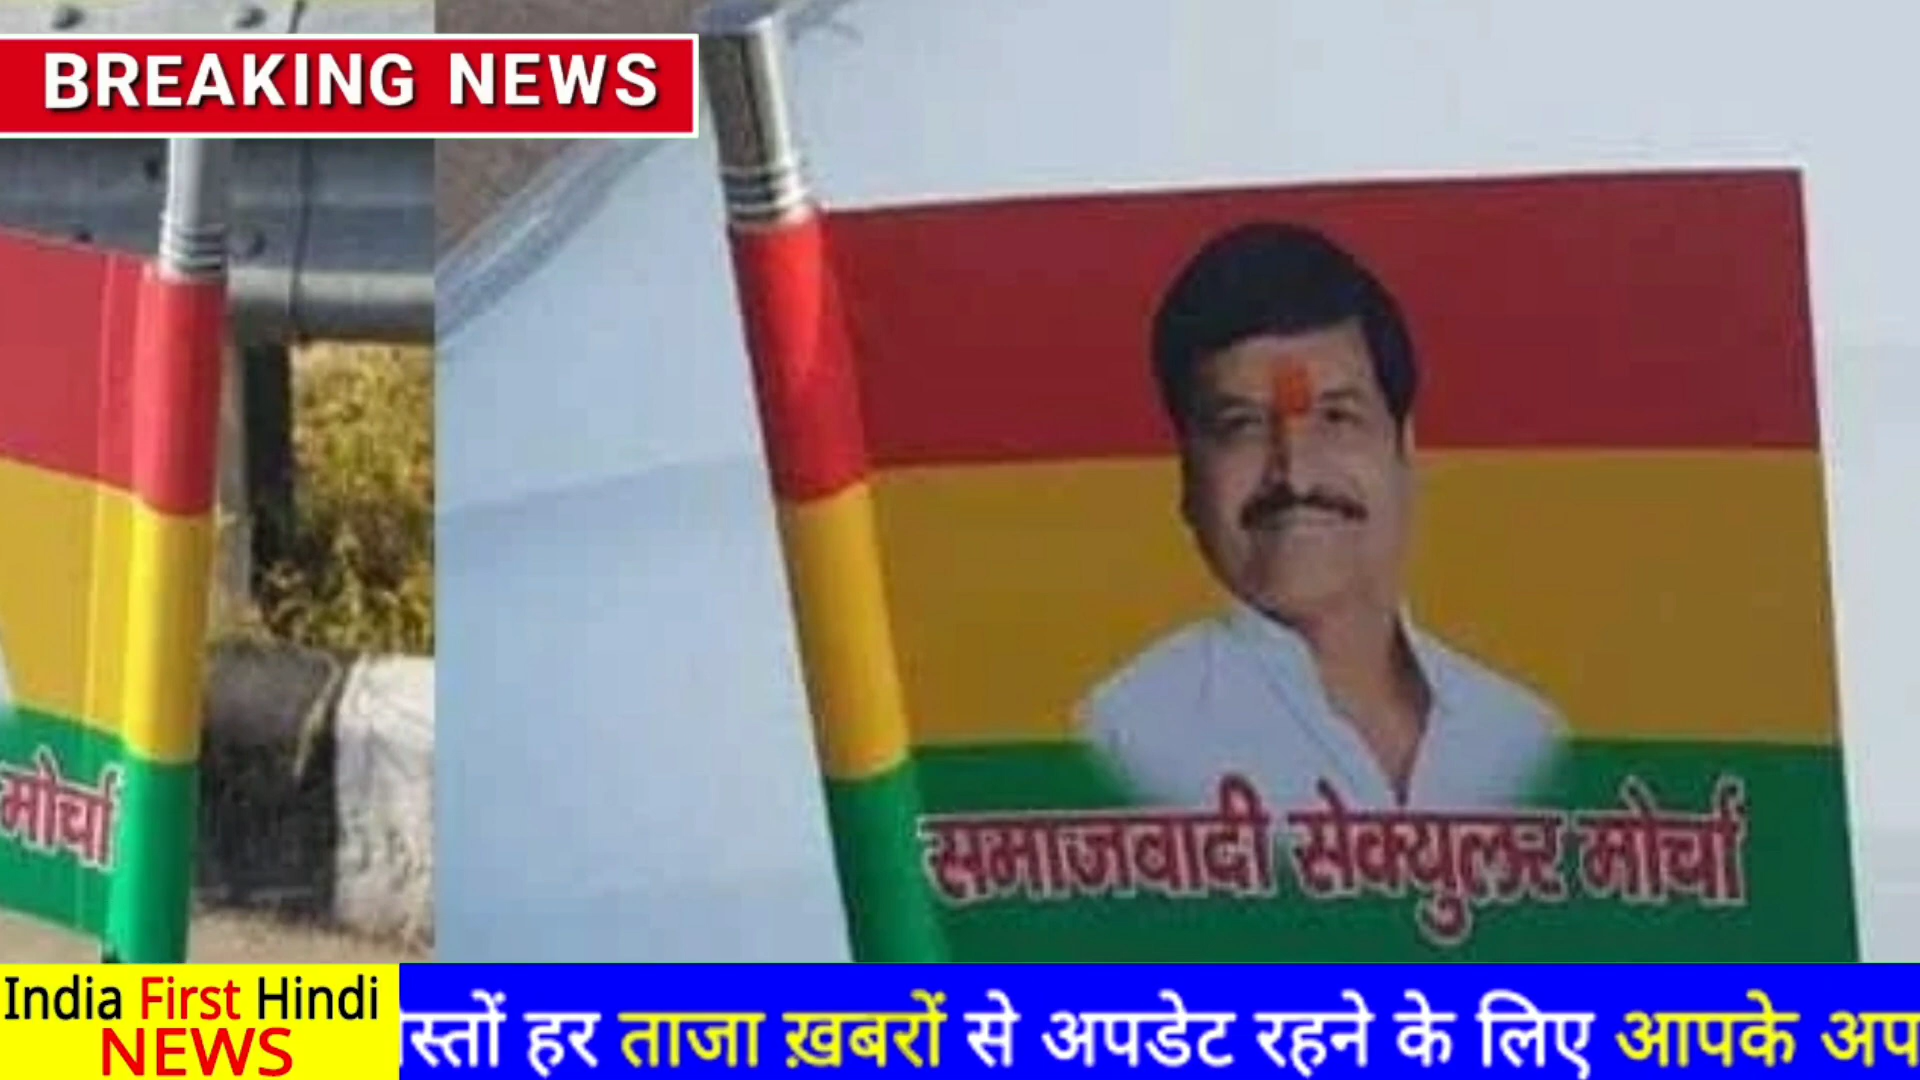 BREAKING NEWS
मोर्चा
समाजवादी सेक्युलर मोर्चा
India First Hindi
NEWS
स्तों हर ताजा ख़बरों से अपडेट रहने के लिए आपके अप